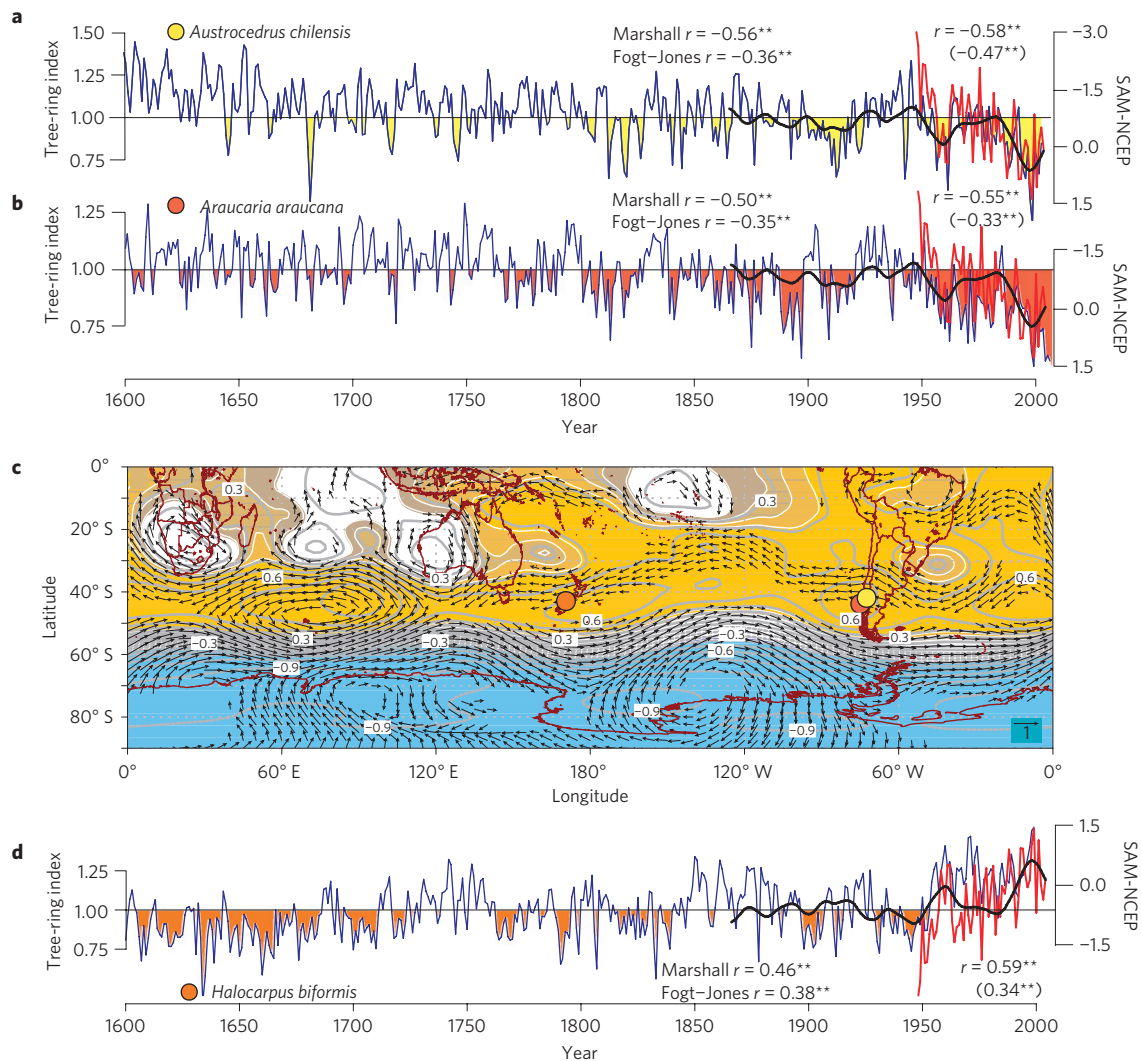 a
Austrocedrus chilensis
Marshall r = −0.56**
Fogt–Jones r = −0.36**
r = −0.58**
(−0.47**)
Tree-ring index
1.50
1.25
1.00
0.75
−3.0
−1.5
0.0
1.5
SAM-NCEP
b
Araucaria araucana
Marshall r = −0.50**
Fogt–Jones r = −0.35**
r = −0.55**
(−0.33**)
Tree-ring index
1.25
1.00
0.75
−1.5
0.0
1.5
SAM-NCEP
1600 1650 1700 1750 1800 1850 1900 1950 2000
Year
c
Latitude
0°
20° S
40° S
60° S
80° S
0.3
0.3
0.3
0.6
0.6
0.6
0.6
0.3
0.3
0.3
−0.3
−0.3
−0.3
−0.3
−0.6
−0.9
−0.9
−0.9
−0.9
1
0° 60° E 120° E 180° 120° W 60° W 0°
Longitude
d
Tree-ring index
1.25
1.00
0.75
1.5
0.0
−1.5
SAM-NCEP
Halocarpus biformis
Marshall r = 0.46**
Fogt–Jones r = 0.38**
r = 0.59**
(0.34**)
1600 1650 1700 1750 1800 1850 1900 1950 2000
Year